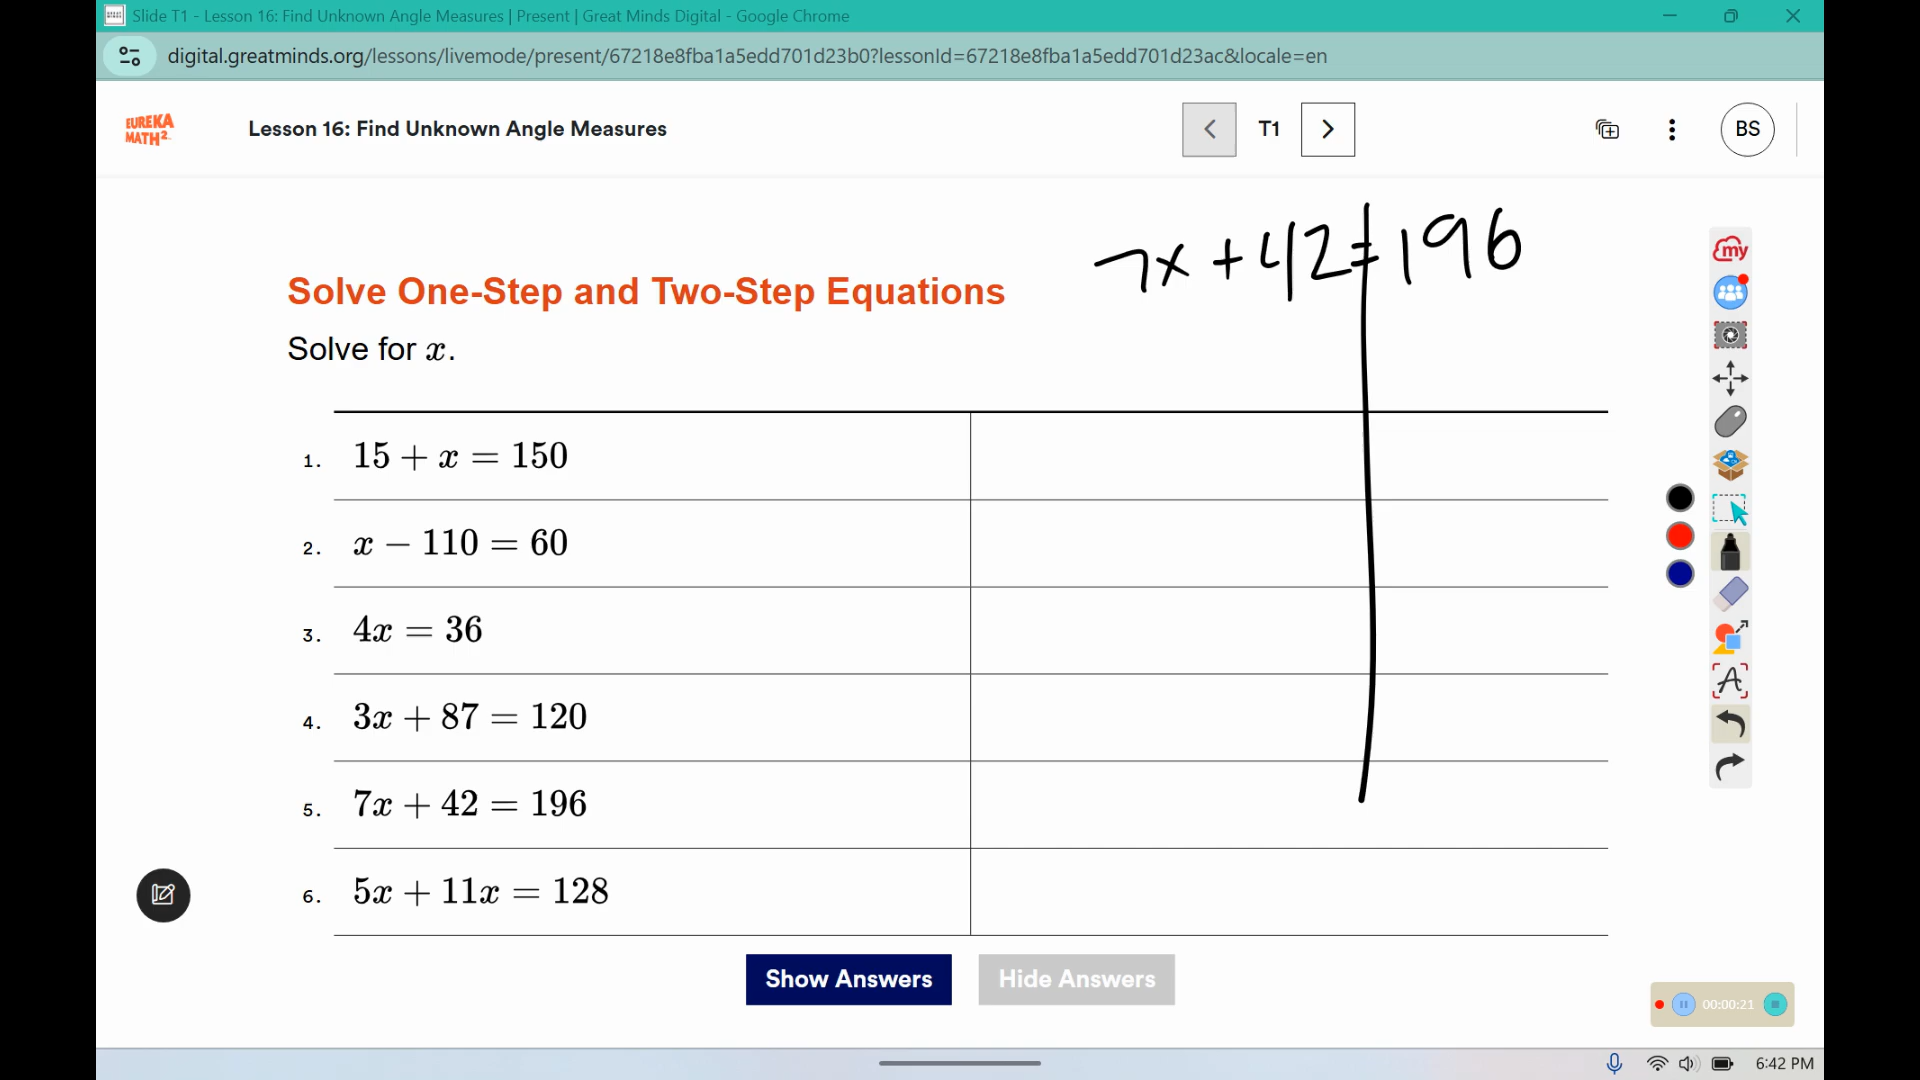 Slide T1 - Lesson 16: Find Unknown Angle Measures | Present | Great Minds Digital - Google Chrome
digital.greatminds.org/lessons/livemode/present/67218e8fba1a5edd701d23b0?lessonId=67218e8fba1a5edd701d23ac&locale=en
EUREKA
MATH²
Lesson 16: Find Unknown Angle Measures
T1
BS
7x + 42 = 196
Solve One-Step and Two-Step Equations
Solve for x.
1. 15 + x = 150
2. x − 110 = 60
3. 4x = 36
4. 3x + 87 = 120
5. 7x + 42 = 196
6. 5x + 11x = 128
Show Answers
Hide Answers
my
A
00:00:21
6:42 PM